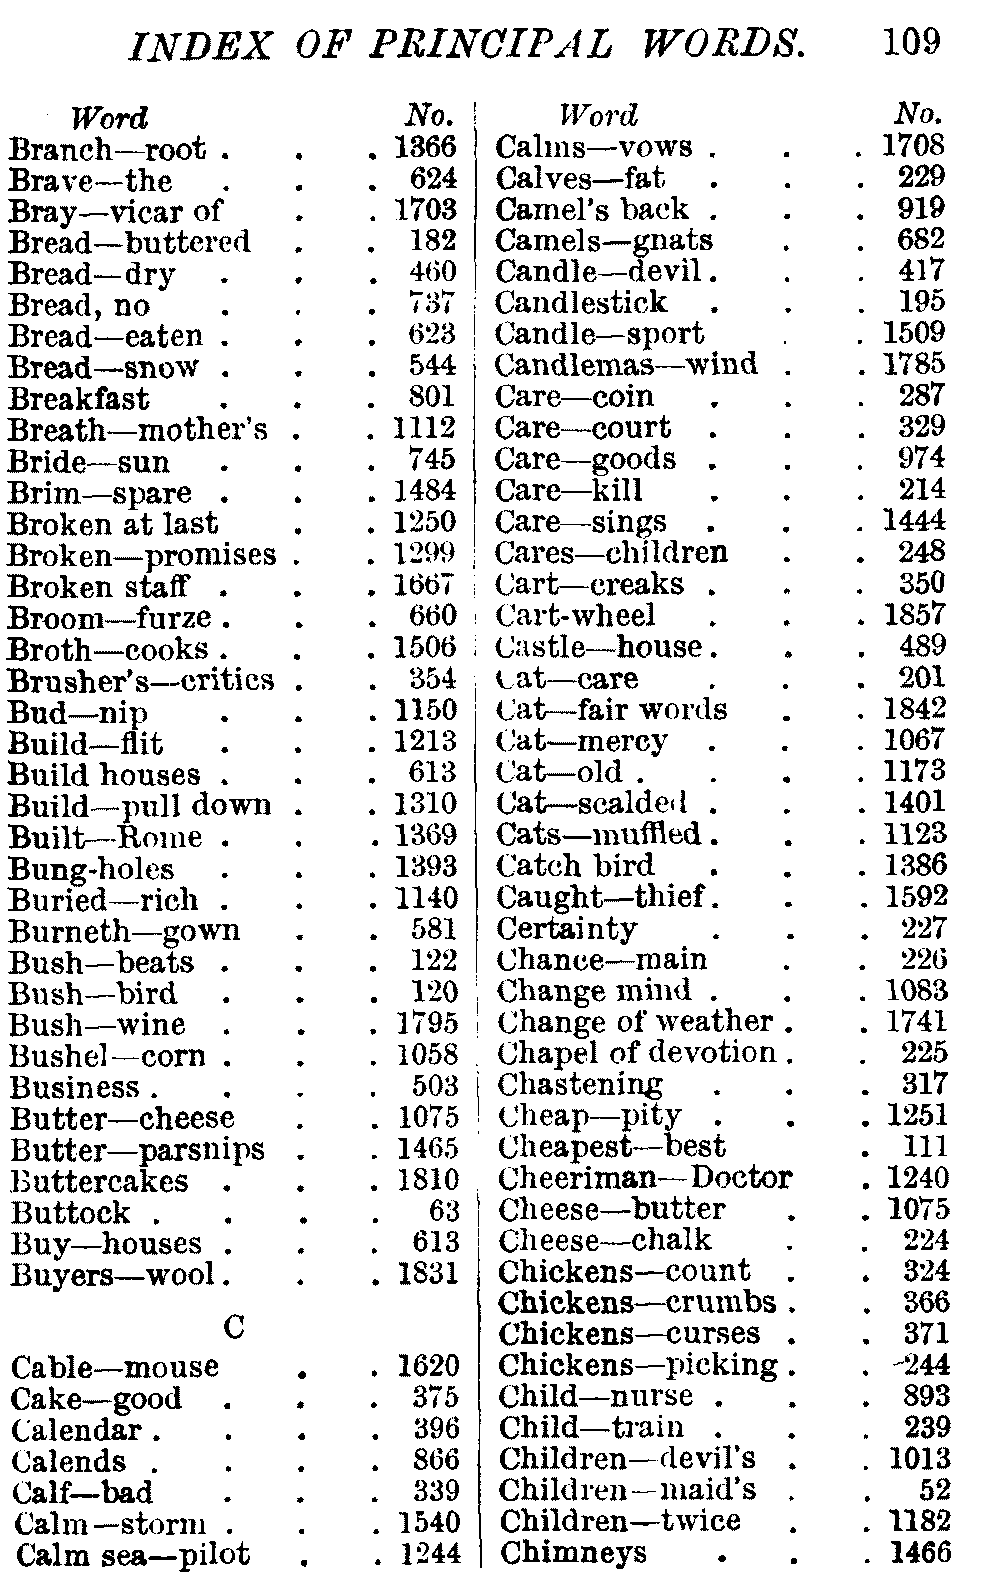 INDEX OF PRINCIPAL WORDS. 109
Word No.
Branch—root . . . 1366
Brave—the . . . 624
Bray—vicar of . . 1703
Bread—buttered . . 182
Bread—dry . . . 460
Bread, no . . . 737
Bread—eaten . . . 623
Bread—snow . . . 544
Breakfast . . . 801
Breath—mother's . . 1112
Bride—sun . . . 745
Brim—spare . . . 1484
Broken at last . . 1250
Broken—promises . . 1299
Broken staff . . . 1667
Broom—furze . . . 660
Broth—cooks . . . 1506
Brusher's—critics . . 354
Bud—nip . . . 1150
Build—flit . . . 1213
Build houses . . . 613
Build—pull down . . 1310
Built—Rome . . . 1369
Bung-holes . . . 1393
Buried—rich . . . 1140
Burneth—gown . . 581
Bush—beats . . . 122
Bush—bird . . . 120
Bush—wine . . . 1795
Bushel—corn . . . 1058
Business . . . . 503
Butter—cheese . . 1075
Butter—parsnips . . 1465
Buttercakes . . . 1810
Buttock . . . . 63
Buy—houses . . . 613
Buyers—wool . . . 1831
C
Cable—mouse . . 1620
Cake—good . . . 375
Calendar . . . . 396
Calends . . . . 866
Calf—bad . . . 339
Calm—storm . . . 1540
Calm sea—pilot . . 1244
Word No.
Calms—vows . . . 1708
Calves—fat . . . 229
Camel's back . . . 919
Camels—gnats . . 682
Candle—devil . . . 417
Candlestick . . . 195
Candle—sport . . 1509
Candlemas—wind . . 1785
Care—coin . . . 287
Care—court . . . 329
Care—goods . . . 974
Care—kill . . . 214
Care—sings . . . 1444
Cares—children . . 248
Cart—creaks . . . 350
Cart-wheel . . . 1857
Castle—house . . . 489
Cat—care . . . 201
Cat—fair words . . 1842
Cat—mercy . . . 1067
Cat—old . . . . 1173
Cat—scalded . . . 1401
Cats—muffled . . . 1123
Catch bird . . . 1386
Caught—thief . . . 1592
Certainty . . . 227
Chance—main . . 226
Change mind . . . 1083
Change of weather . . 1741
Chapel of devotion . . 225
Chastening . . . 317
Cheap—pity . . . 1251
Cheapest—best . 111
Cheeriman—Doctor . 1240
Cheese—butter . . 1075
Cheese—chalk . . 224
Chickens—count . . 324
Chickens—crumbs . . 366
Chickens—curses . . 371
Chickens—picking . . 244
Child—nurse . . . 893
Child—train . . . 239
Children—devil's . . 1013
Children—maid's . . 52
Children—twice . . 1182
Chimneys . . . 1466